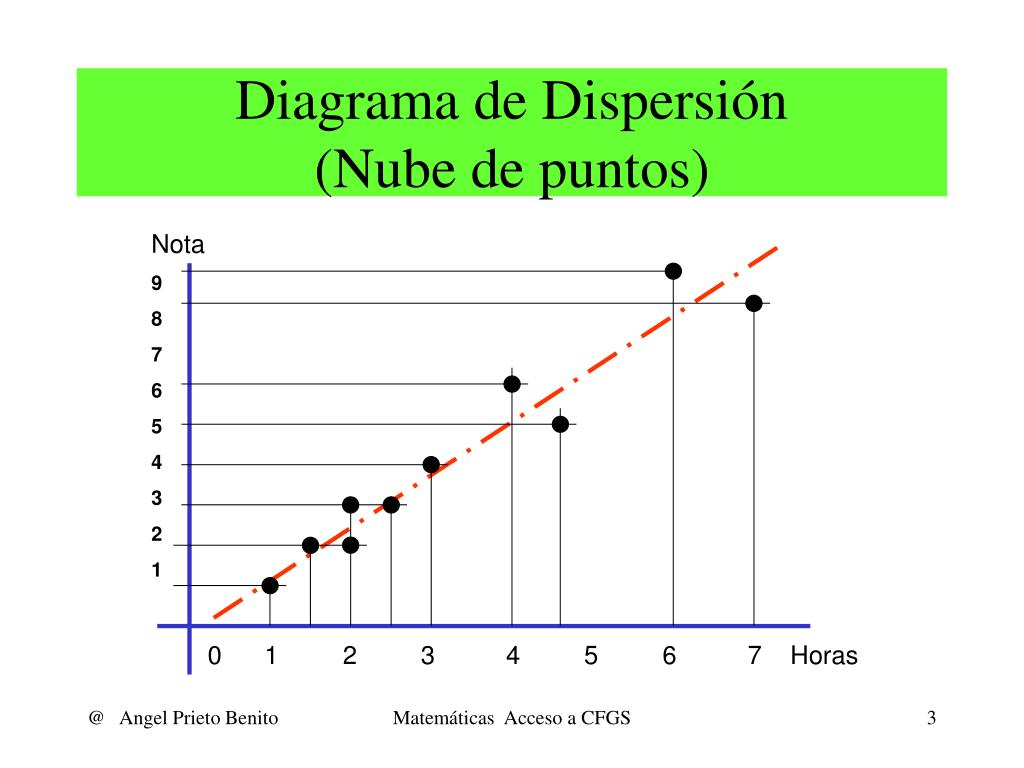 Diagrama de Dispersión
(Nube de puntos)
Nota
9
8
7
6
5
4
3
2
1
0 1 2 3 4 5 6 7 Horas
@ Angel Prieto Benito Matemáticas Acceso a CFGS 3